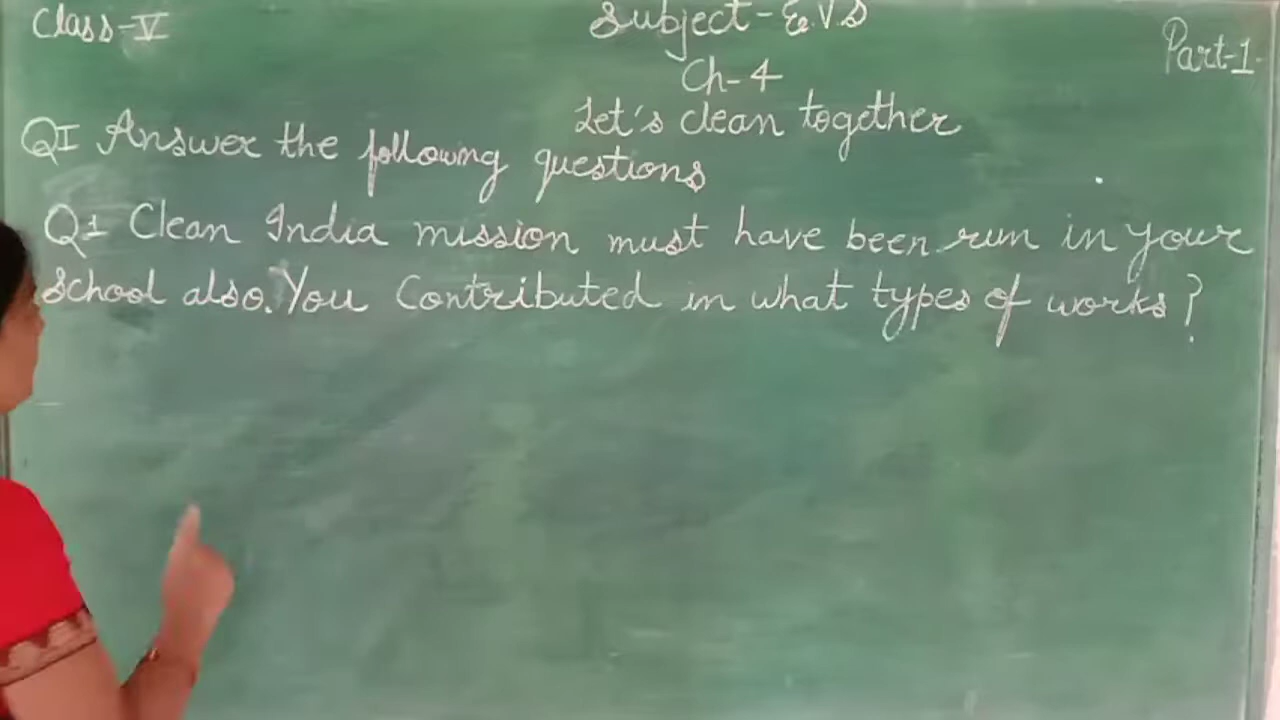 Class-V
Subject-E.V.S
Part-1.
Ch-4
Let's clean together
QI Answer the following questions
Q1 Clean India mission must have been run in your
School also. You Contributed in what types of works?